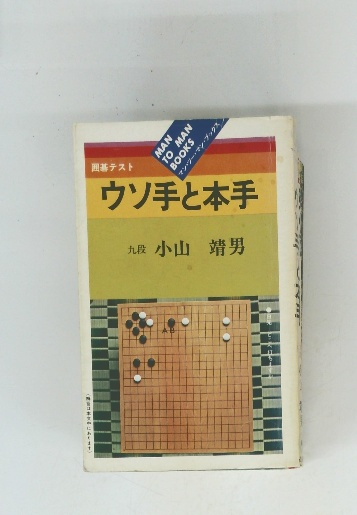 MAN
TO MAN
BOOKS
マン・ツー・マン・ブックス
囲碁テスト
ウソ手と本手
九段 小山 靖男
A B